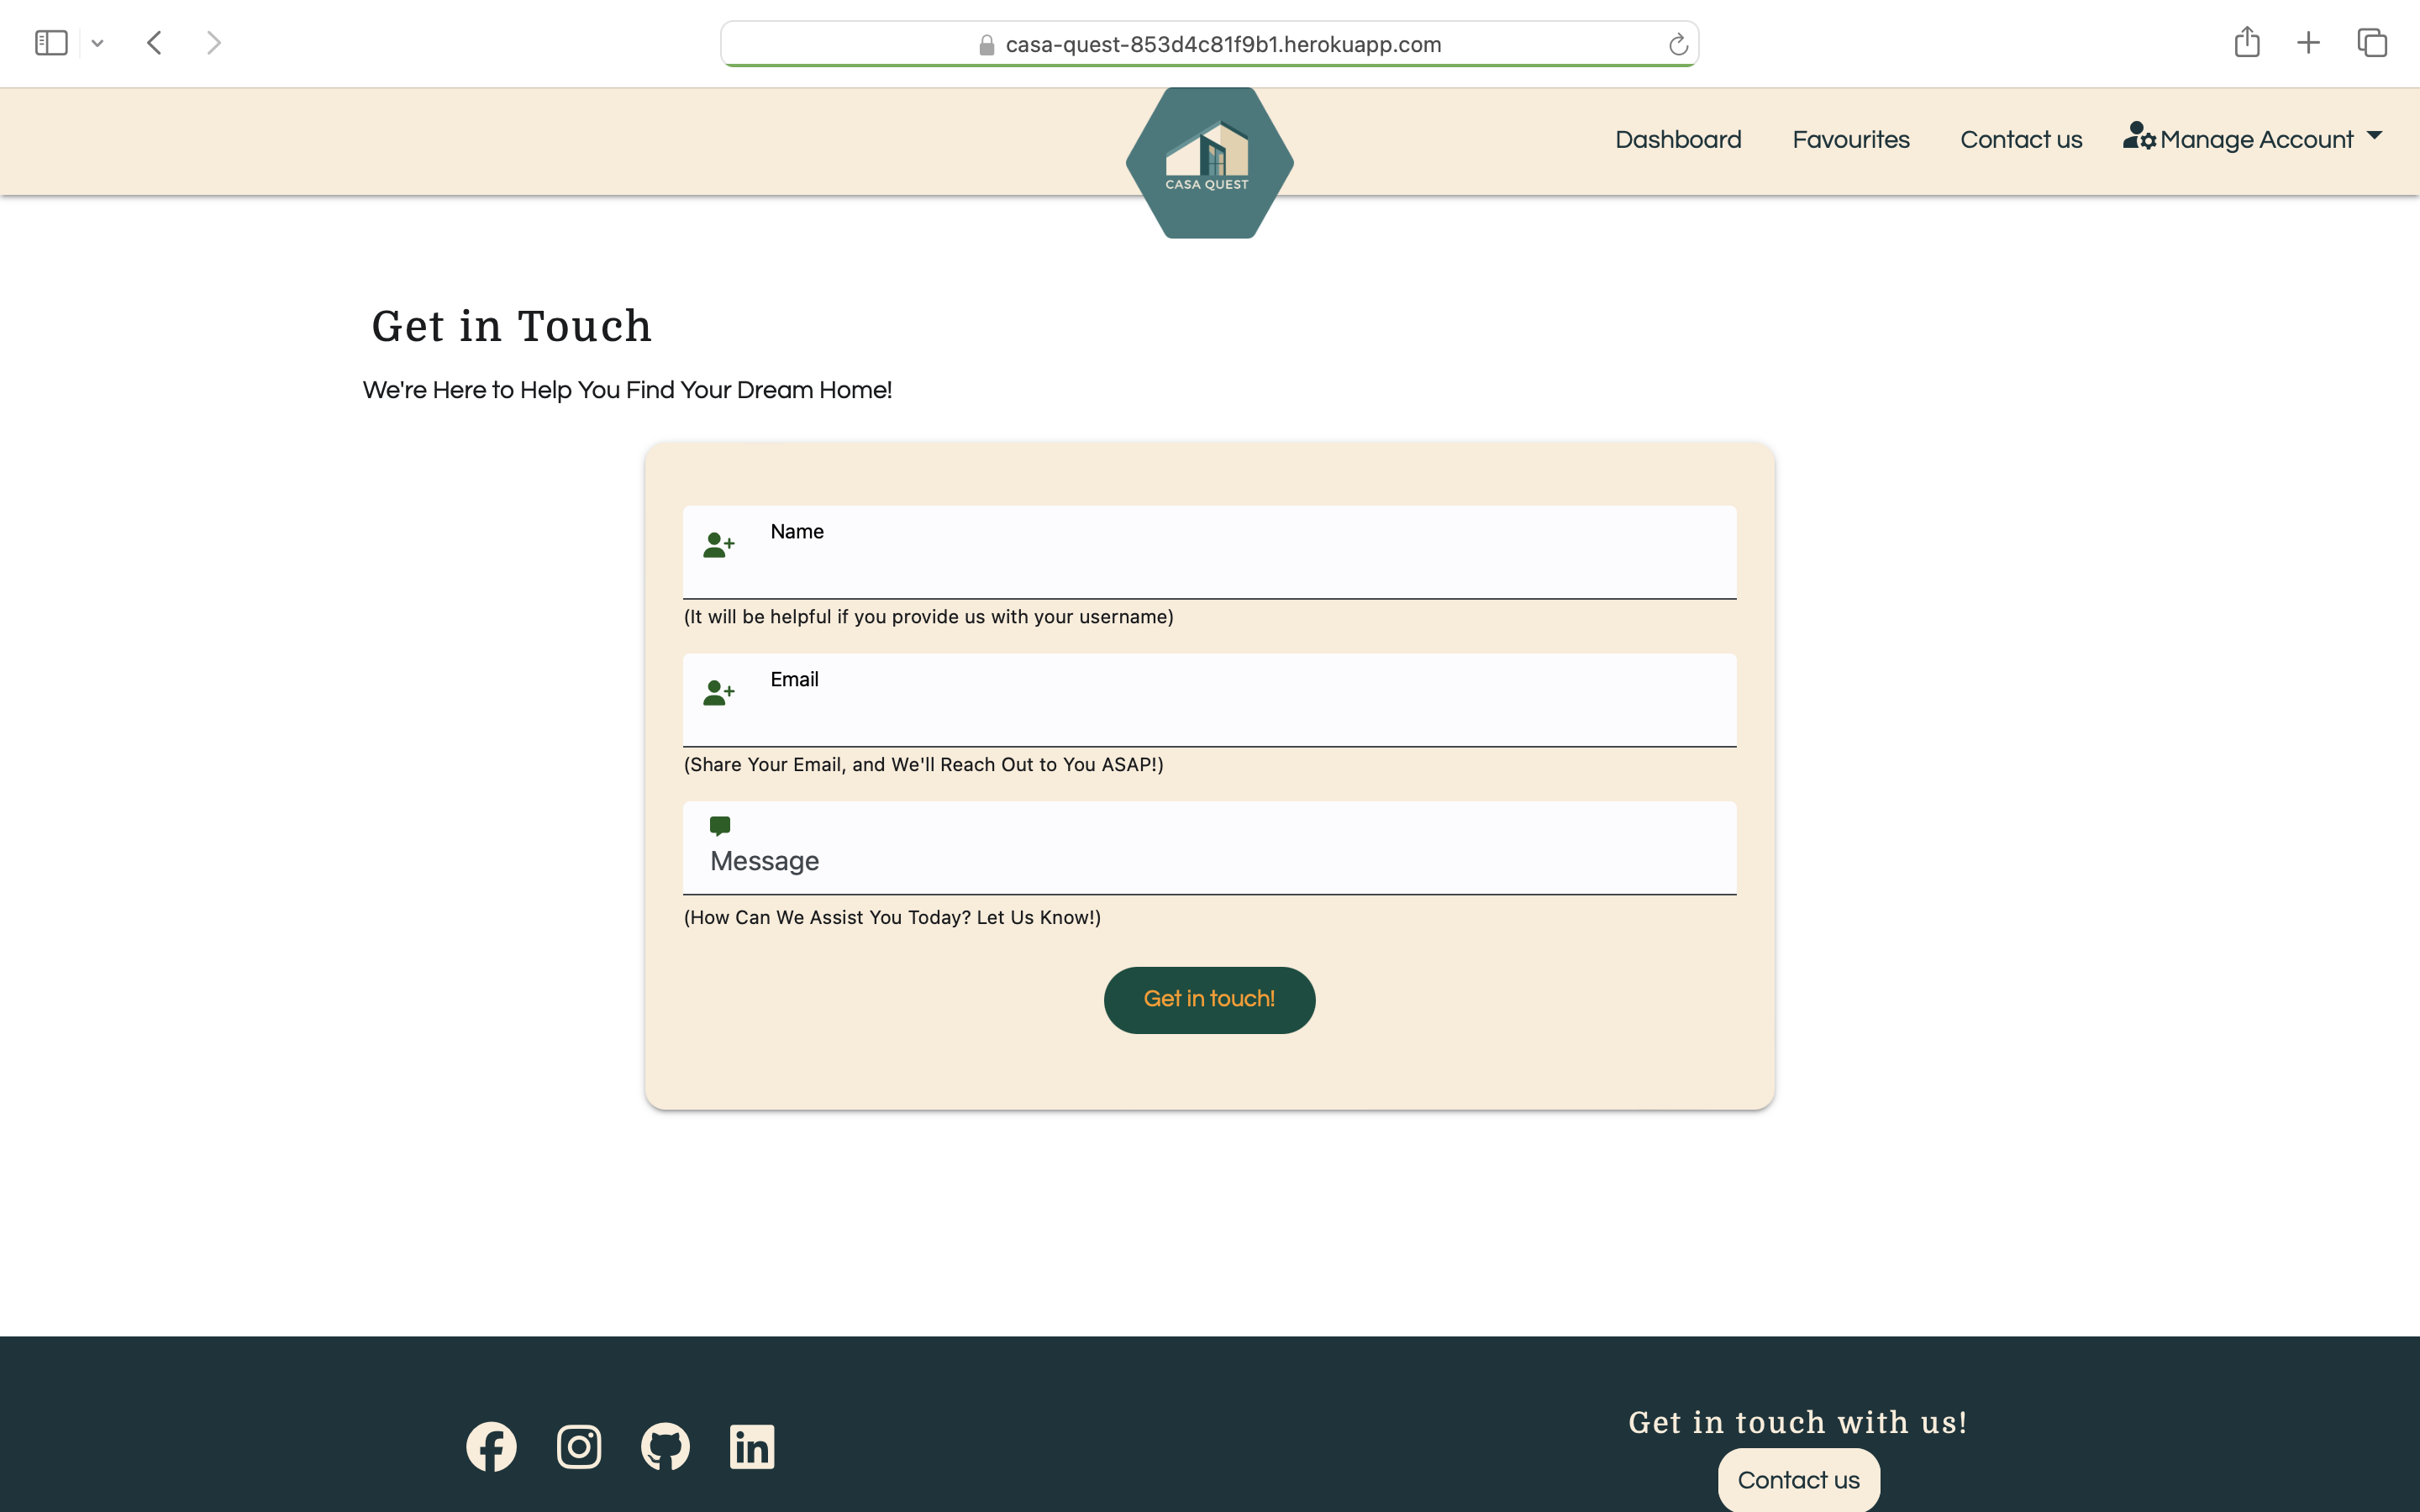 casa-quest-853d4c81f9b1.herokuapp.com
CASA QUEST
Dashboard
Favourites
Contact us
Manage Account
Get in Touch
We're Here to Help You Find Your Dream Home!
Name
(It will be helpful if you provide us with your username)
Email
(Share Your Email, and We'll Reach Out to You ASAP!)
Message
(How Can We Assist You Today? Let Us Know!)
Get in touch!
Get in touch with us!
Contact us